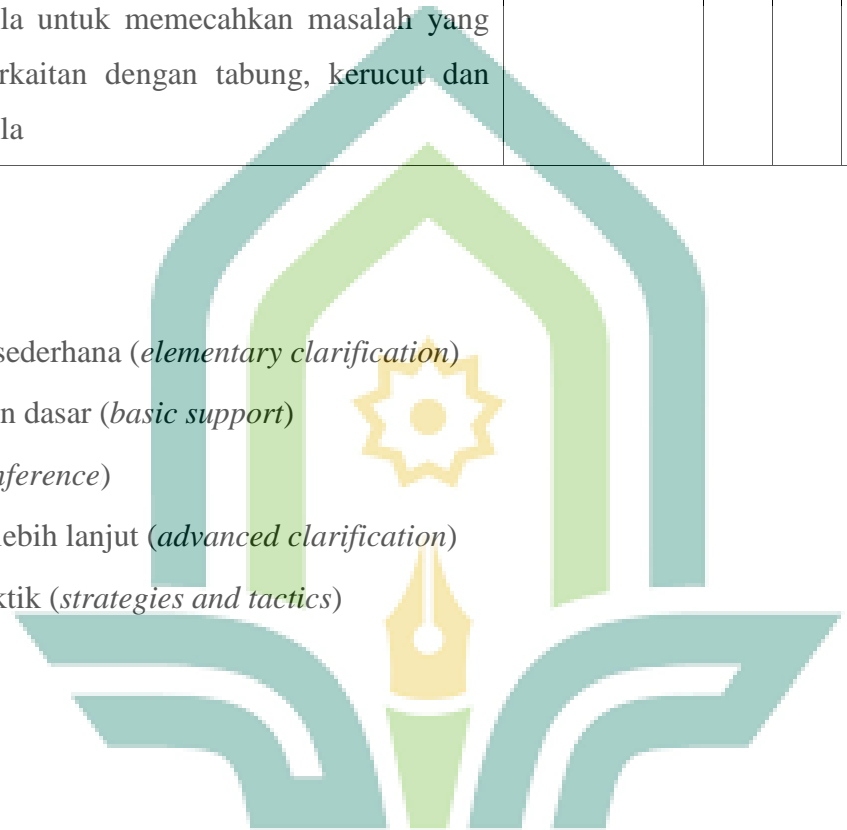 la untuk memecahkan masalah yang
rkaitan dengan tabung, kerucut dan
la
sederhana (elementary clarification)
n dasar (basic support)
nference)
lebih lanjut (advanced clarification)
ktik (strategies and tactics)